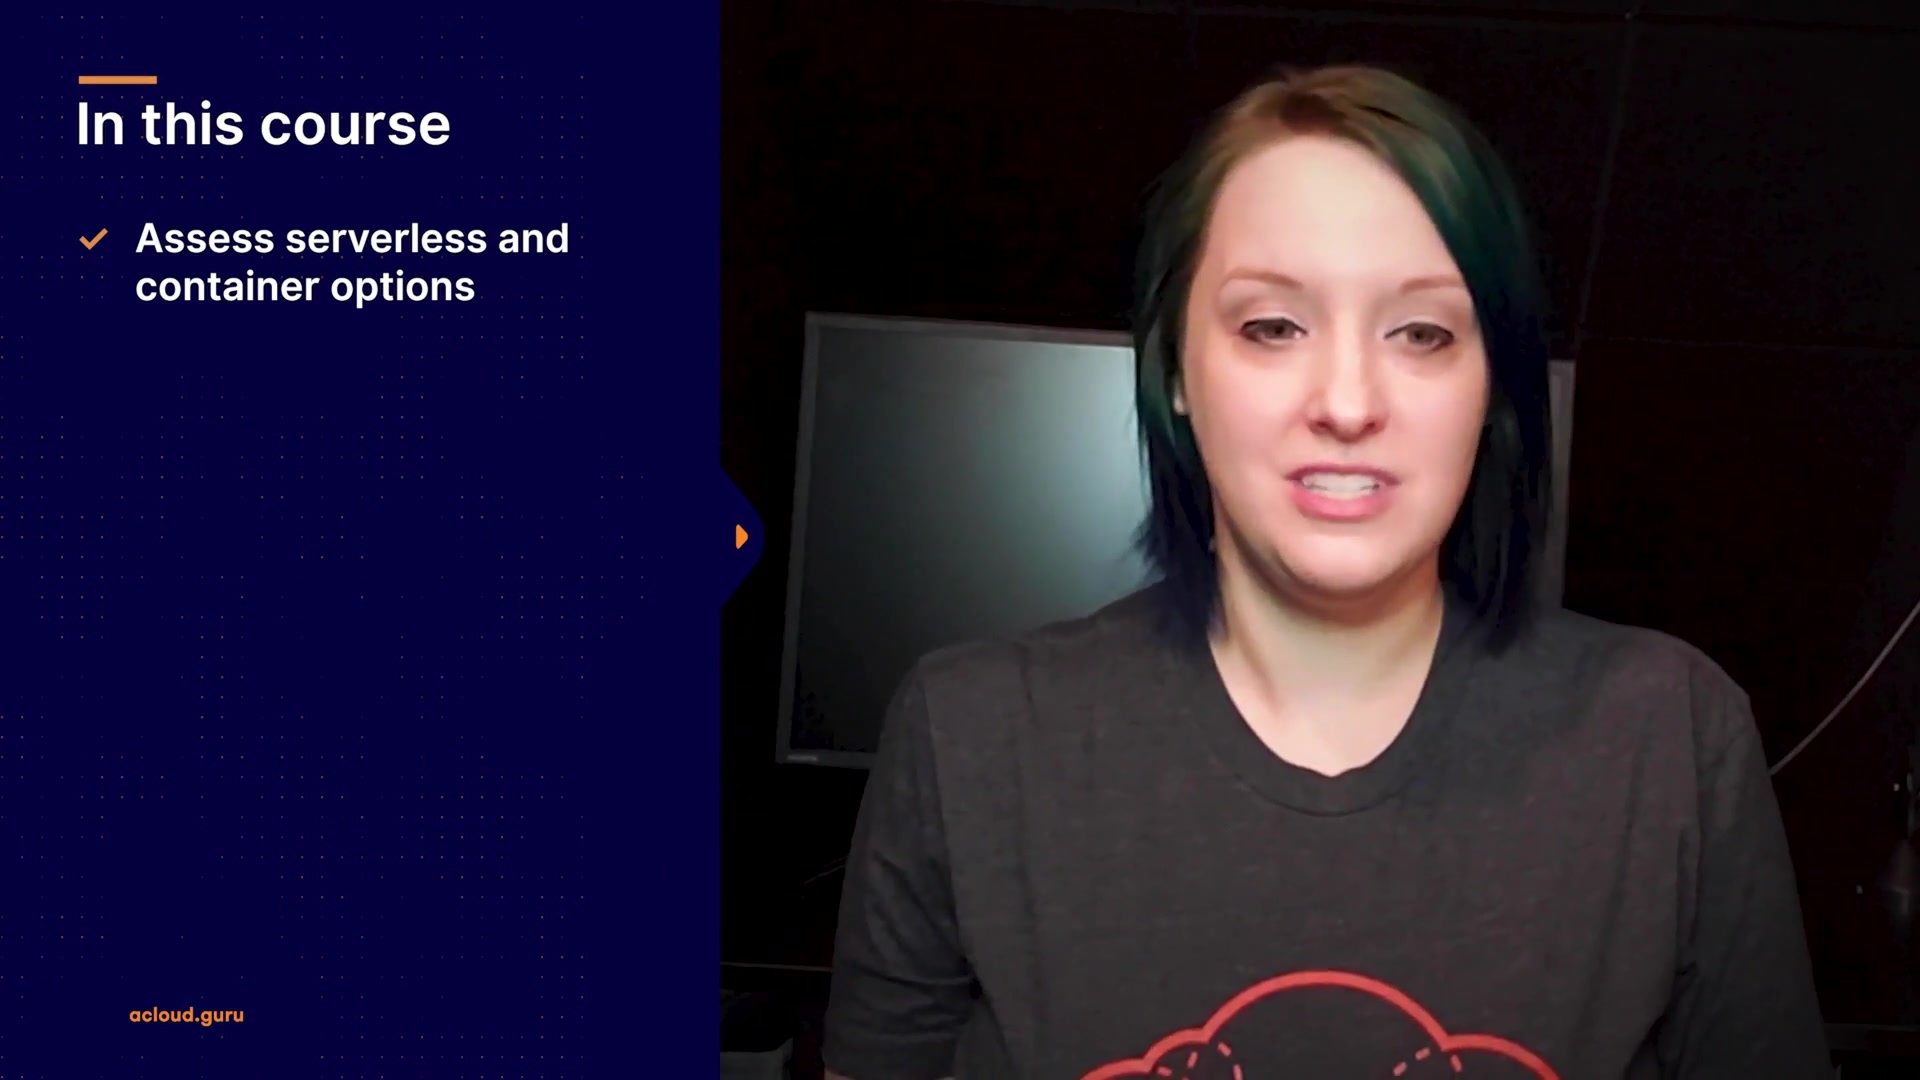 In this course
Assess serverless and
container options
acloud.guru